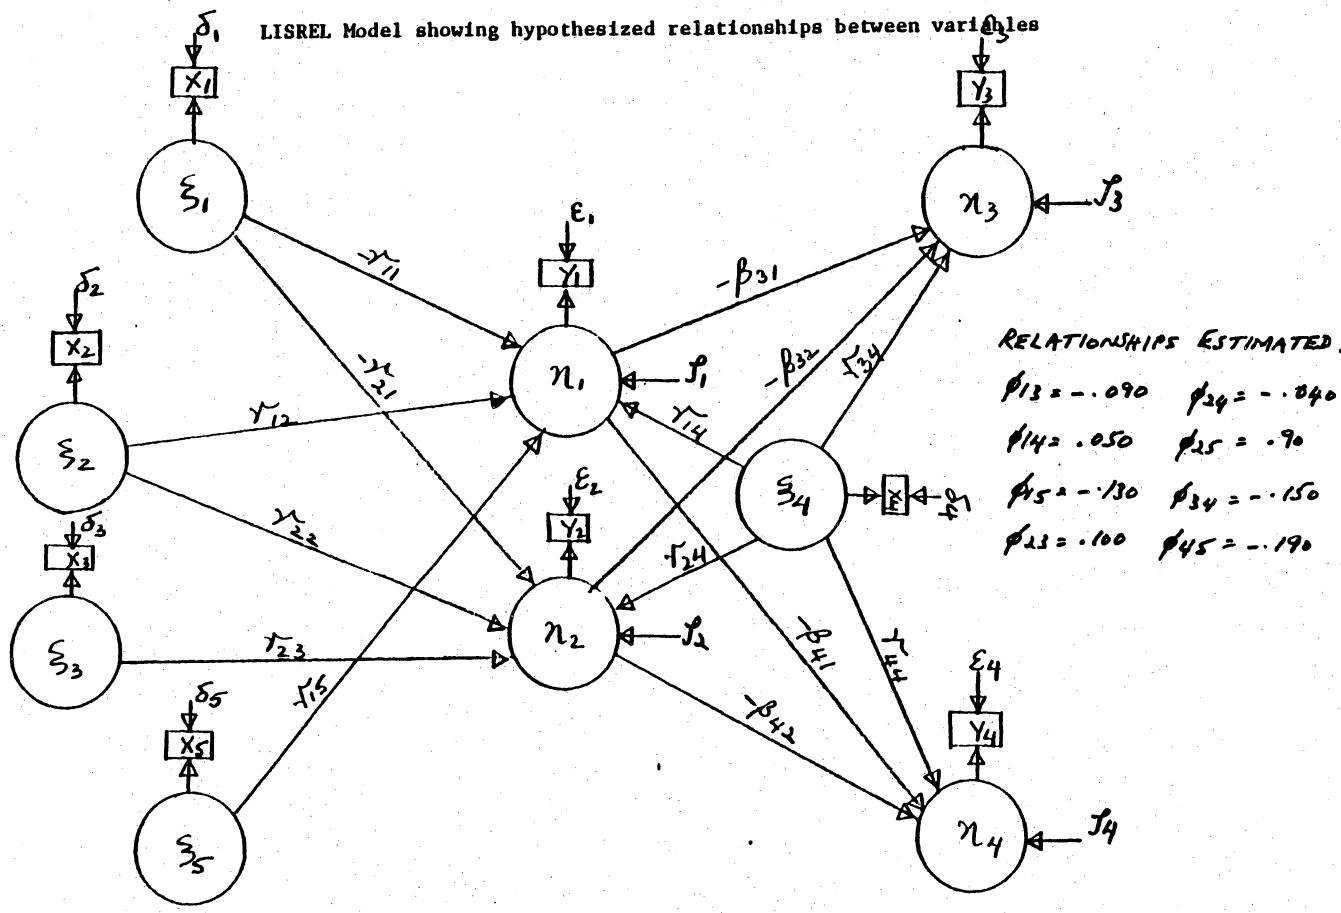 LISREL Model showing hypothesized relationships between variables
δ1
X1
ξ1
Y3
η3
ζ3
ε1
Y1
-γ11
-β31
δ2
X2
ξ2
η1
ζ1
-γ21
-β32
γ34
γ12
γ14
RELATIONSHIPS ESTIMATED.
φ13 = -.090 φ24 = -.040
φ14 = .050 φ25 = .90
φ15 = -.130 φ34 = -.150
φ23 = .100 φ45 = -.190
ξ4
X4
δ4
ε2
Y2
γ22
γ24
δ3
X3
ξ3
η2
ζ2
γ23
γ15
-β41
-γ44
-β42
δ5
X5
ξ5
ε4
Y4
η4
ζ4